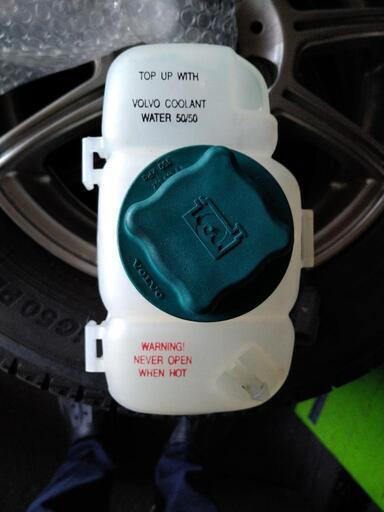 TOP UP WITH
VOLVO COOLANT
WATER 50/50
VOLVO
WARNING!
NEVER OPEN
WHEN HOT